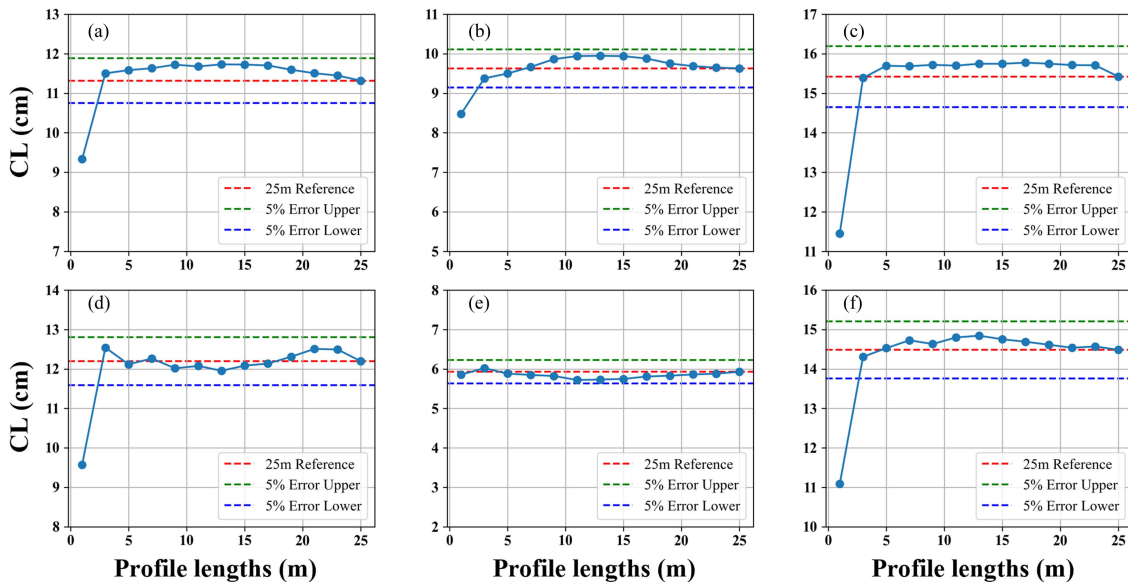 (a)
CL (cm)
13
12
11
10
9
8
7
0 5 10 15 20 25
25m Reference
5% Error Upper
5% Error Lower
(b)
11
10
9
8
7
6
5
0 5 10 15 20 25
25m Reference
5% Error Upper
5% Error Lower
(c)
17
16
15
14
13
12
11
0 5 10 15 20 25
25m Reference
5% Error Upper
5% Error Lower
(d)
CL (cm)
13
12
11
10
9
8
14
0 5 10 15 20 25
Profile lengths (m)
25m Reference
5% Error Upper
5% Error Lower
(e)
8
7
6
5
4
3
2
0 5 10 15 20 25
Profile lengths (m)
25m Reference
5% Error Upper
5% Error Lower
(f)
16
15
14
13
12
11
10
0 5 10 15 20 25
Profile lengths (m)
25m Reference
5% Error Upper
5% Error Lower